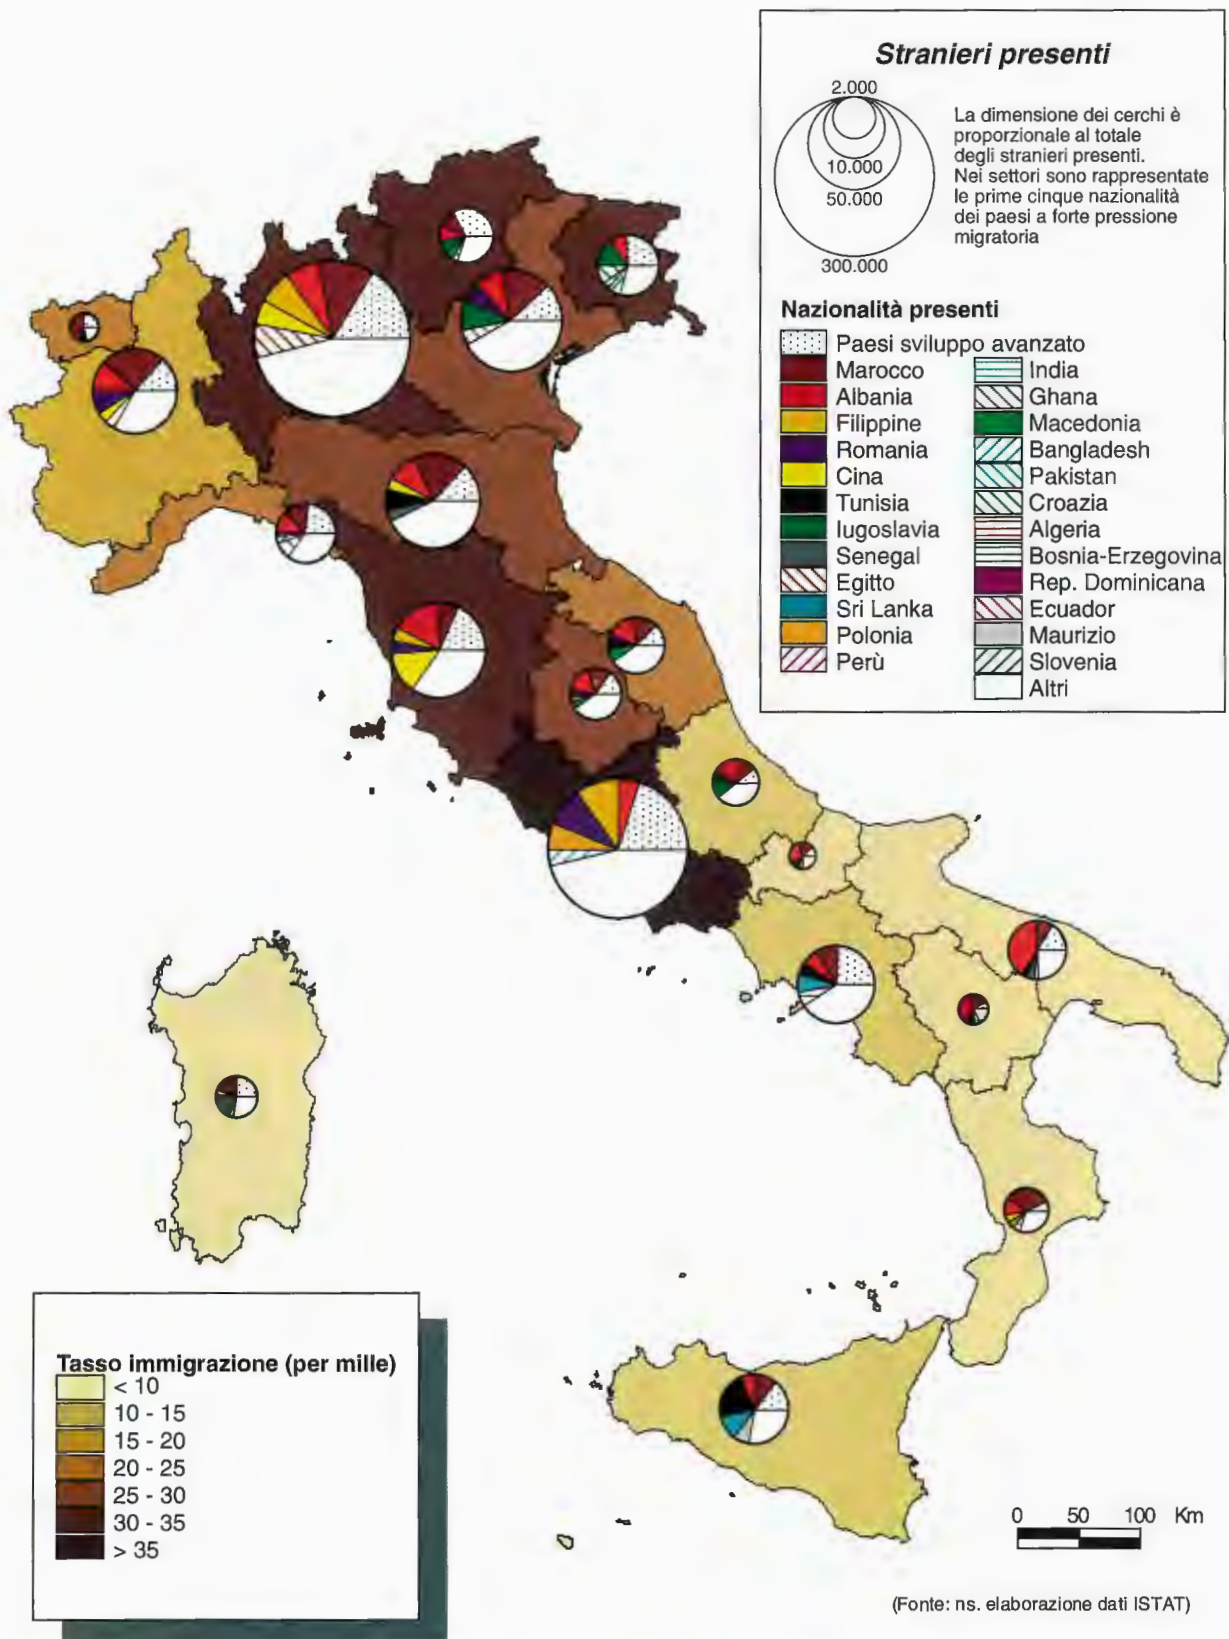 Stranieri presenti
2.000
10.000
50.000
300.000
La dimensione dei cerchi è
proporzionale al totale
degli stranieri presenti.
Nei settori sono rappresentate
le prime cinque nazionalità
dei paesi a forte pressione
migratoria
Nazionalità presenti
Paesi sviluppo avanzato
Marocco
Albania
Filippine
Romania
Cina
Tunisia
Iugoslavia
Senegal
Egitto
Sri Lanka
Polonia
Perù
India
Ghana
Macedonia
Bangladesh
Pakistan
Croazia
Algeria
Bosnia-Erzegovina
Rep. Dominicana
Ecuador
Maurizio
Slovenia
Altri
Tasso immigrazione (per mille)
< 10
10 - 15
15 - 20
20 - 25
25 - 30
30 - 35
> 35
0 50 100 Km
(Fonte: ns. elaborazione dati ISTAT)